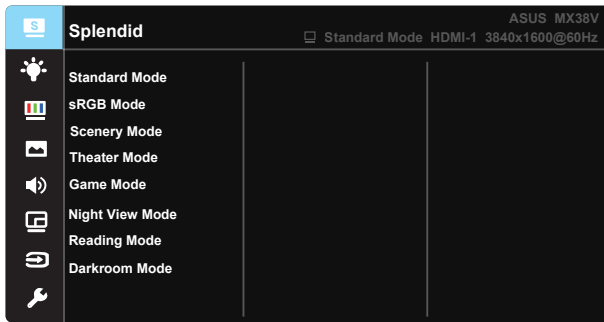 S
Splendid
ASUS MX38V
Standard Mode HDMI-1 3840x1600@60Hz
Standard Mode
sRGB Mode
Scenery Mode
Theater Mode
Game Mode
Night View Mode
Reading Mode
Darkroom Mode